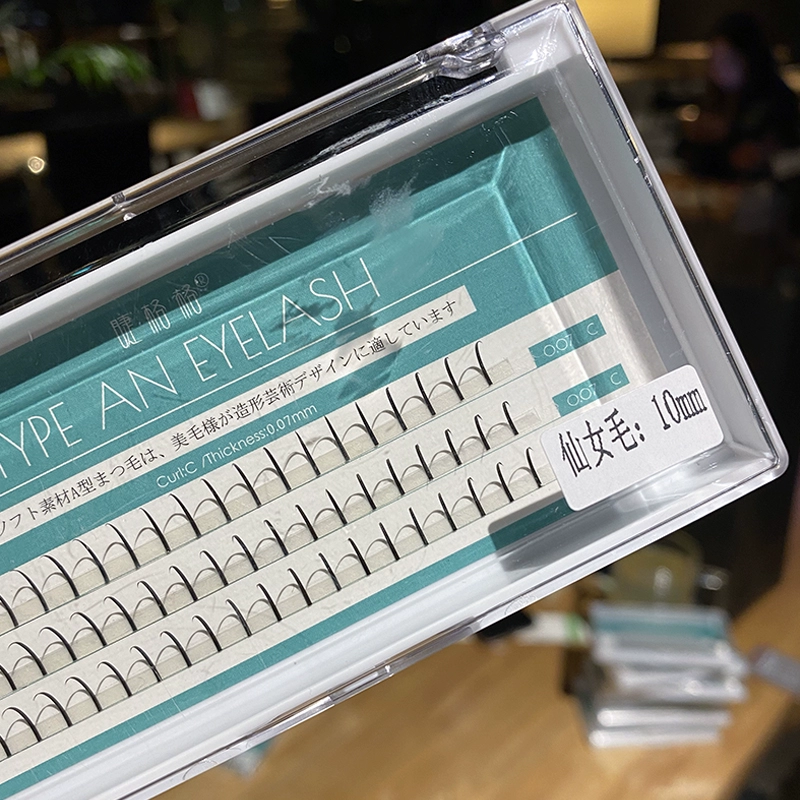 睫畅畅
TYPE AN EYELASH
ソフト素材A型まつ毛は、美毛様が造形芸術デザインに適しています
Curl:C /Thickness:0.07mm
0.07 C
0.07 C
仙女毛: 10mm